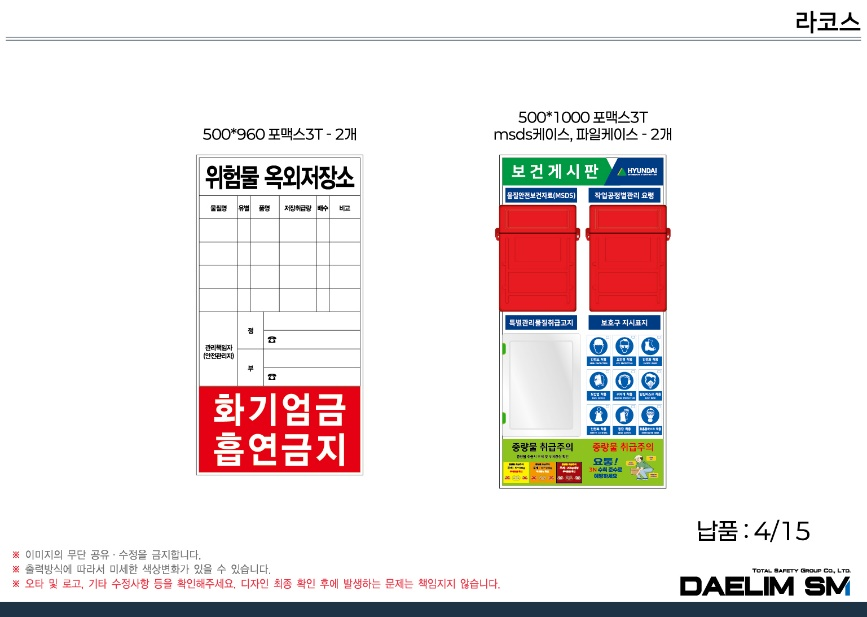 라코스
500*960 포맥스3T - 2개
위험물 옥외저장소
물질명 유별 품명 저장취급량 배수 비고
관리책임자
(안전관리자)
정
☎
부
☎
화기엄금
흡연금지
500*1000 포맥스3T
msds케이스, 파일케이스 - 2개
보건게시판
HYUNDAI
물질안전보건자료(MSDS) 작업공정별관리 요령
특별관리물질취급고지 보호구 지시표지
중량물 취급주의 중량물 취급주의
요통!
납품 : 4/15
※ 이미지의 무단 공유 · 수정을 금지합니다.
※ 출력방식에 따라서 미세한 색상변화가 있을 수 있습니다.
※ 오타 및 로고, 기타 수정사항 등을 확인해주세요. 디자인 최종 확인 후에 발생하는 문제는 책임지지 않습니다.
TOTAL SAFETY GROUP CO., LTD.
DAELIM SM